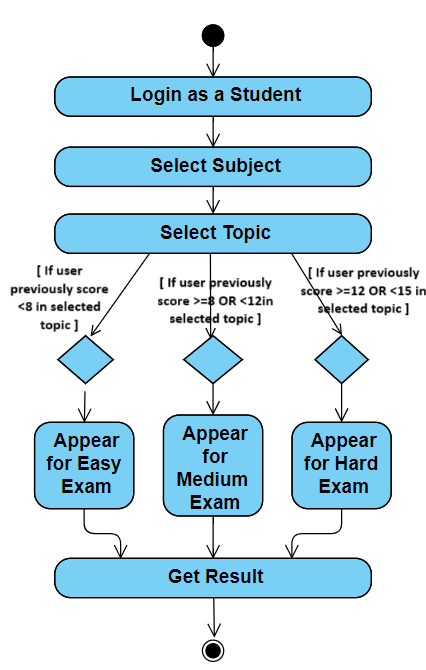 Login as a Student
Select Subject
Select Topic
[ If user
previously score
<8 in selected
topic ]
[ If user previously
score >=8 OR <12in
selected topic ]
[ If user previously
score >=12 OR <15 in
selected topic ]
Appear
for Easy
Exam
Appear
for
Medium
Exam
Appear
for Hard
Exam
Get Result